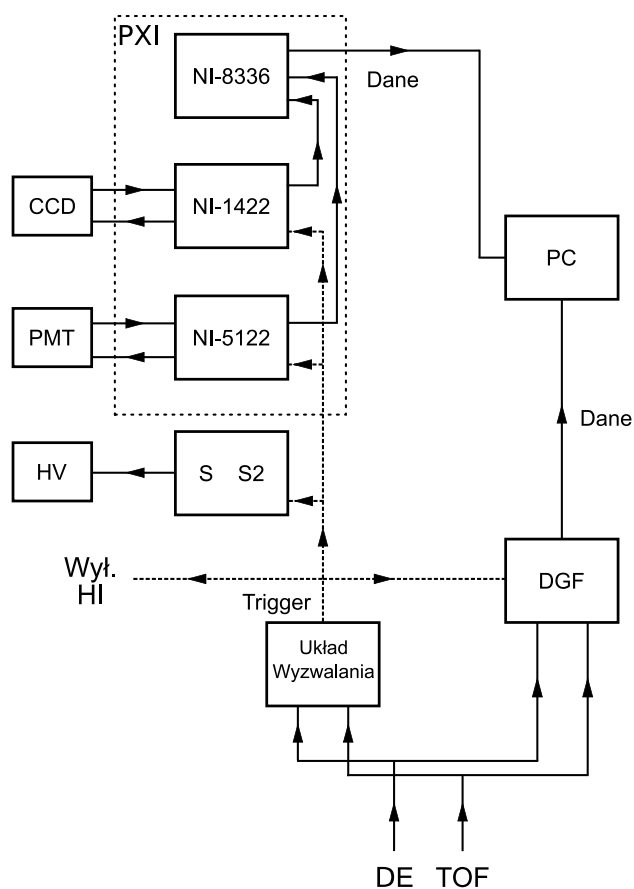 PXI
NI-8336
Dane
CCD
NI-1422
PC
PMT
NI-5122
Dane
HV
S S2
Wył.
HI
DGF
Trigger
Układ
Wyzwalania
DE TOF